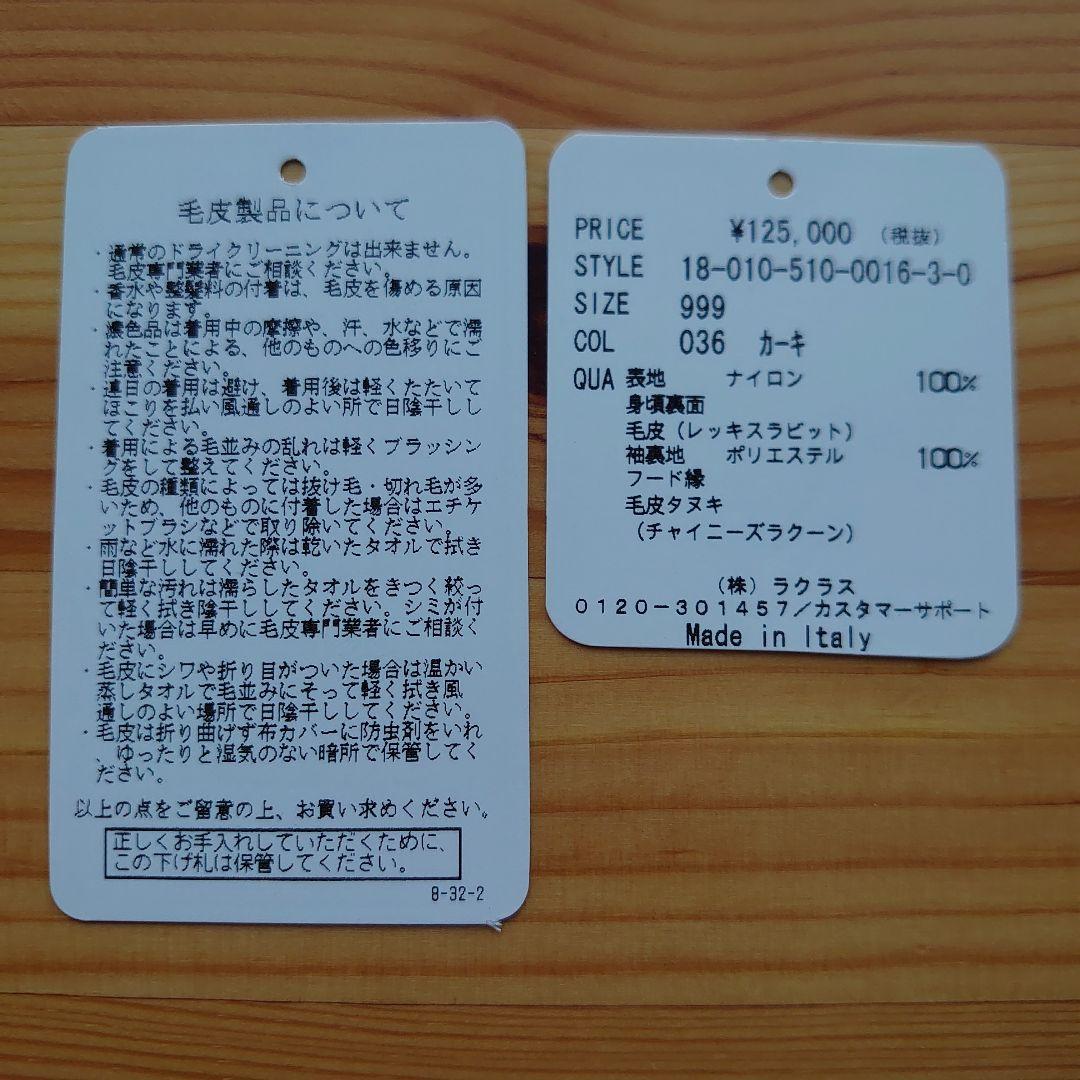 毛皮製品について
・通常のドライクリーニングは出来ません。
毛皮専門業者にご相談ください。
・香水や整髪料の付着は、毛皮を傷める原因
になります。
・濃色品は着用中の摩擦や、汗、水などで濡
れたことによる、他のものへの色移りにご
注意ください。
・連日の着用は避け、着用後は軽くたたいて
ほこりを払い風通しのよい所で日陰干しし
てください。
・着用による毛並みの乱れは軽くブラッシン
グをして整えてください。
・毛皮の種類によっては抜け毛・切れ毛が多
いため、他のものに付着した場合はエチケ
ットブラシなどで取り除いてください。
・雨など水に濡れた際は乾いたタオルで拭き
日陰干ししてください。
・簡単な汚れは濡らしたタオルをきつく絞っ
て軽く拭き陰干ししてください。シミが付
いた場合は早めに毛皮専門業者にご相談く
ださい。
・毛皮にシワや折り目がついた場合は温かい
蒸しタオルで毛並みにそって軽く拭き風
通しのよい場所で日陰干ししてください。
・毛皮は折り曲げず布カバーに防虫剤をいれ
、ゆったりと湿気のない暗所で保管してく
ださい。
以上の点をご留意の上、お買い求めください。
正しくお手入れしていただくために、
この下げ札は保管してください。
8-32-2
PRICE ¥125,000 (税抜)
STYLE 18-010-510-0016-3-0
SIZE 999
COL 036 カーキ
QUA 表地 ナイロン 100%
身頃裏面
毛皮(レッキスラビット)
袖裏地 ポリエステル 100%
フード縁
毛皮タヌキ
(チャイニーズラクーン)
(株)ラクラス
0120-301457/カスタマーサポート
Made in Italy